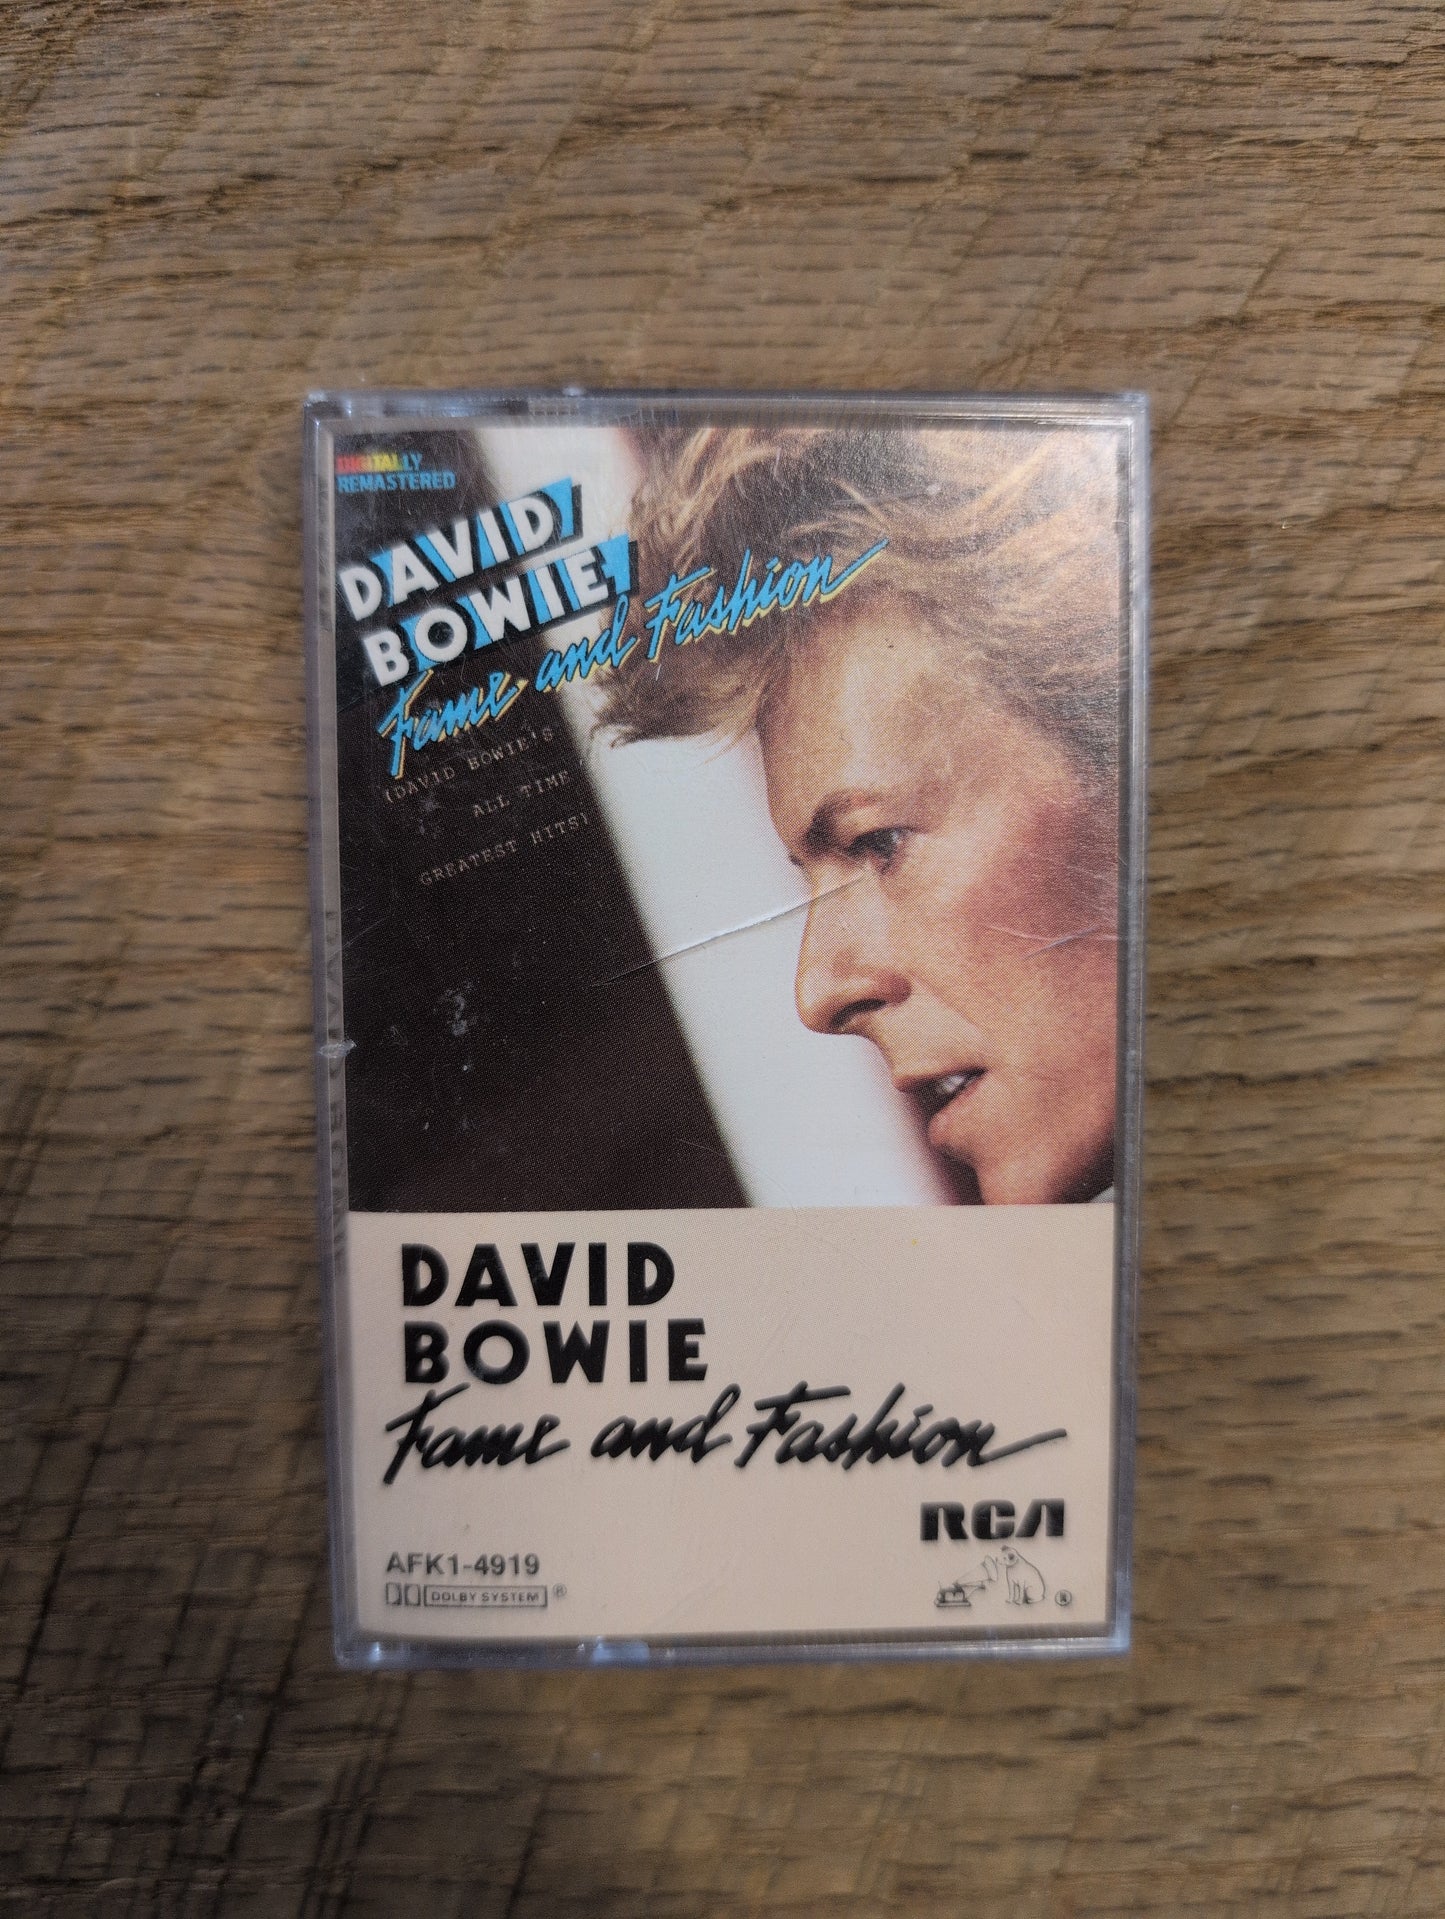 DIGITALLY
REMASTERED
DAVID
BOWIE
Fame and Fashion
(DAVID BOWIE'S
ALL TIME
GREATEST HITS)
DAVID
BOWIE
Fame and Fashion
RCA
AFK1-4919
DOLBY SYSTEM ®
®